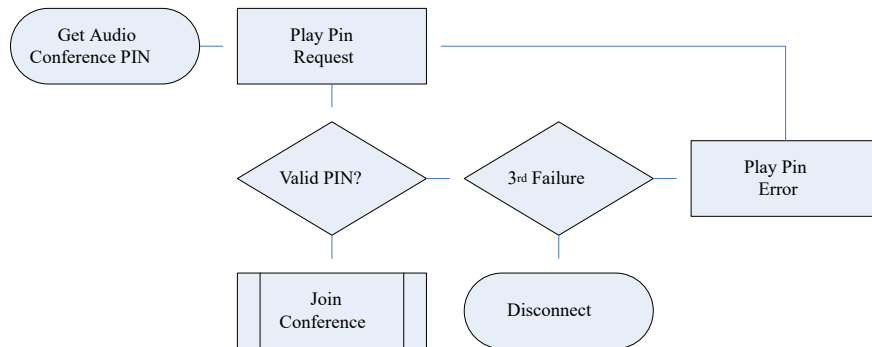 Get Audio
Conference PIN
Play Pin
Request
Valid PIN?
3rd Failure
Play Pin
Error
Join
Conference
Disconnect